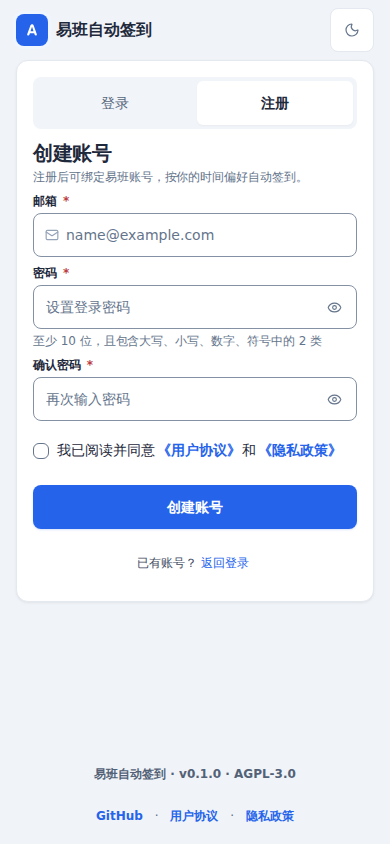 A 易班自动签到
登录 注册
创建账号
注册后可绑定易班账号，按你的时间偏好自动签到。
邮箱 *
name@example.com
密码 *
设置登录密码
至少 10 位，且包含大写、小写、数字、符号中的 2 类
确认密码 *
再次输入密码
我已阅读并同意《用户协议》和《隐私政策》
创建账号
已有账号？ 返回登录
易班自动签到 · v0.1.0 · AGPL-3.0
GitHub · 用户协议 · 隐私政策